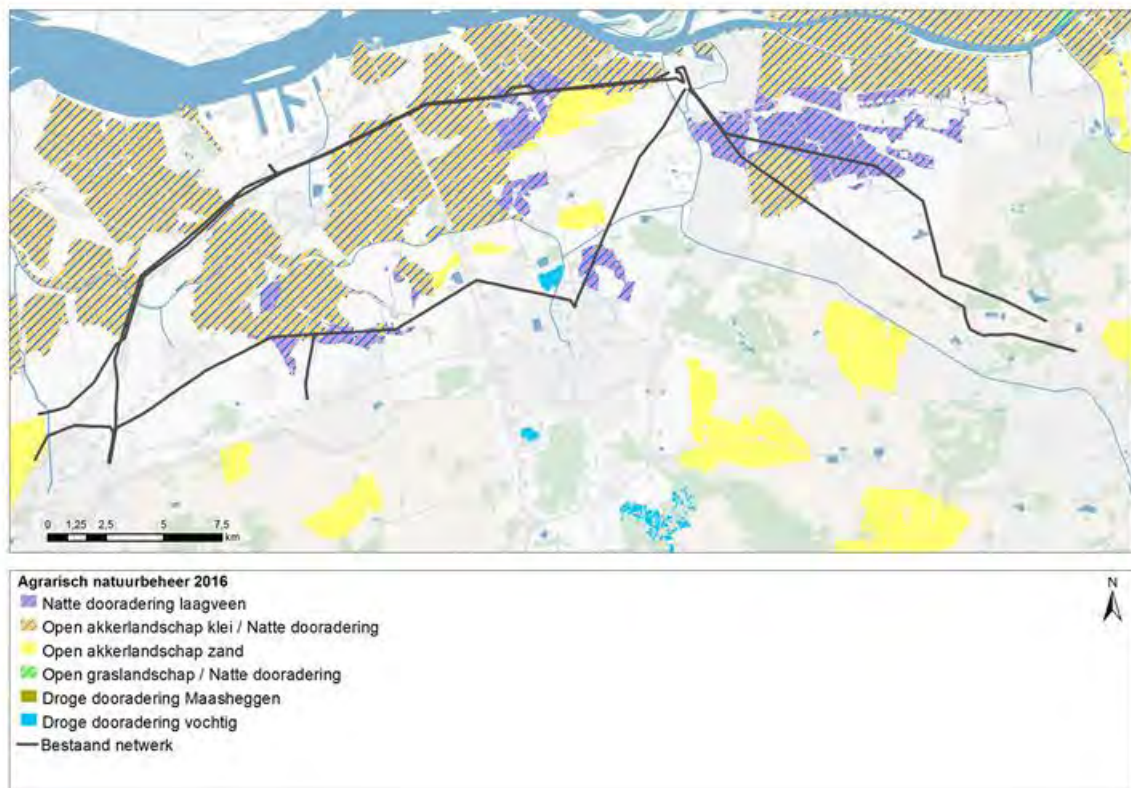 0 1,25 2,5 5 7,5
km
Agrarisch natuurbeheer 2016
N
Natte dooradering laagveen
Open akkerlandschap klei / Natte dooradering
Open akkerlandschap zand
Open graslandschap / Natte dooradering
Droge dooradering Maasheggen
Droge dooradering vochtig
Bestaand netwerk